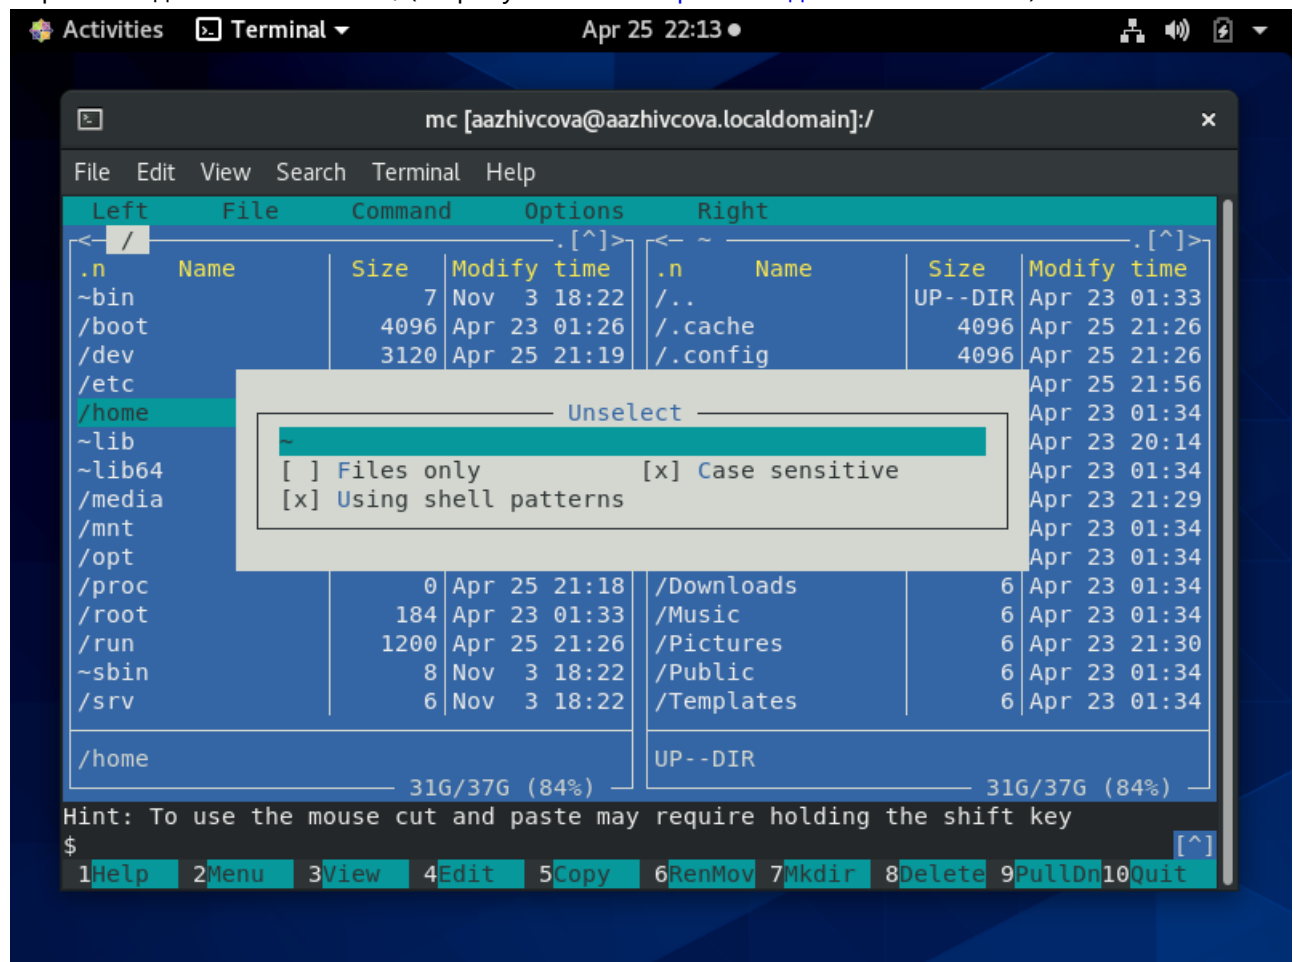 Activities Terminal Apr 25 22:13
mc [aazhivcova@aazhivcova.localdomain]:/
File Edit View Search Terminal Help
Left File Command Options Right
<─ / ─.[^]>┐ ┌<─ ~ ─.[^]>
.n Name Size Modify time .n Name Size Modify time
~bin 7 Nov 3 18:22 /.. UP--DIR Apr 23 01:33
/boot 4096 Apr 23 01:26 /.cache 4096 Apr 25 21:26
/dev 3120 Apr 25 21:19 /.config 4096 Apr 25 21:26
/etc Apr 25 21:56
/home Unselect Apr 23 01:34
~lib ~ Apr 23 20:14
~lib64 [ ] Files only [x] Case sensitive Apr 23 01:34
/media [x] Using shell patterns Apr 23 21:29
/mnt Apr 23 01:34
/opt Apr 23 01:34
/proc 0 Apr 25 21:18 /Downloads 6 Apr 23 01:34
/root 184 Apr 23 01:33 /Music 6 Apr 23 01:34
/run 1200 Apr 25 21:26 /Pictures 6 Apr 23 21:30
~sbin 8 Nov 3 18:22 /Public 6 Apr 23 01:34
/srv 6 Nov 3 18:22 /Templates 6 Apr 23 01:34
/home UP--DIR
31G/37G (84%) 31G/37G (84%)
Hint: To use the mouse cut and paste may require holding the shift key
$ [^]
1Help 2Menu 3View 4Edit 5Copy 6RenMov 7Mkdir 8Delete 9PullDn 10Quit